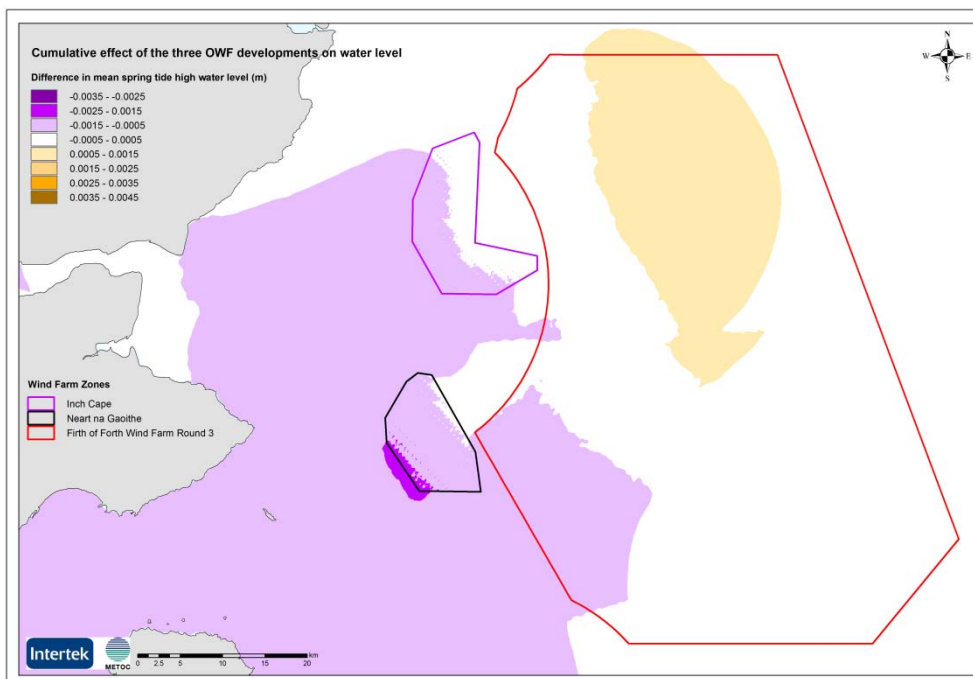 Cumulative effect of the three OWF developments on water level
Difference in mean spring tide high water level (m)
-0.0035 - -0.0025
-0.0025 - 0.0015
-0.0015 - -0.0005
-0.0005 - 0.0005
0.0005 - 0.0015
0.0015 - 0.0025
0.0025 - 0.0035
0.0035 - 0.0045
N
W E
S
Wind Farm Zones
Inch Cape
Neart na Gaoithe
Firth of Forth Wind Farm Round 3
Intertek
METOC
km
0 2.5 5 10 15 20